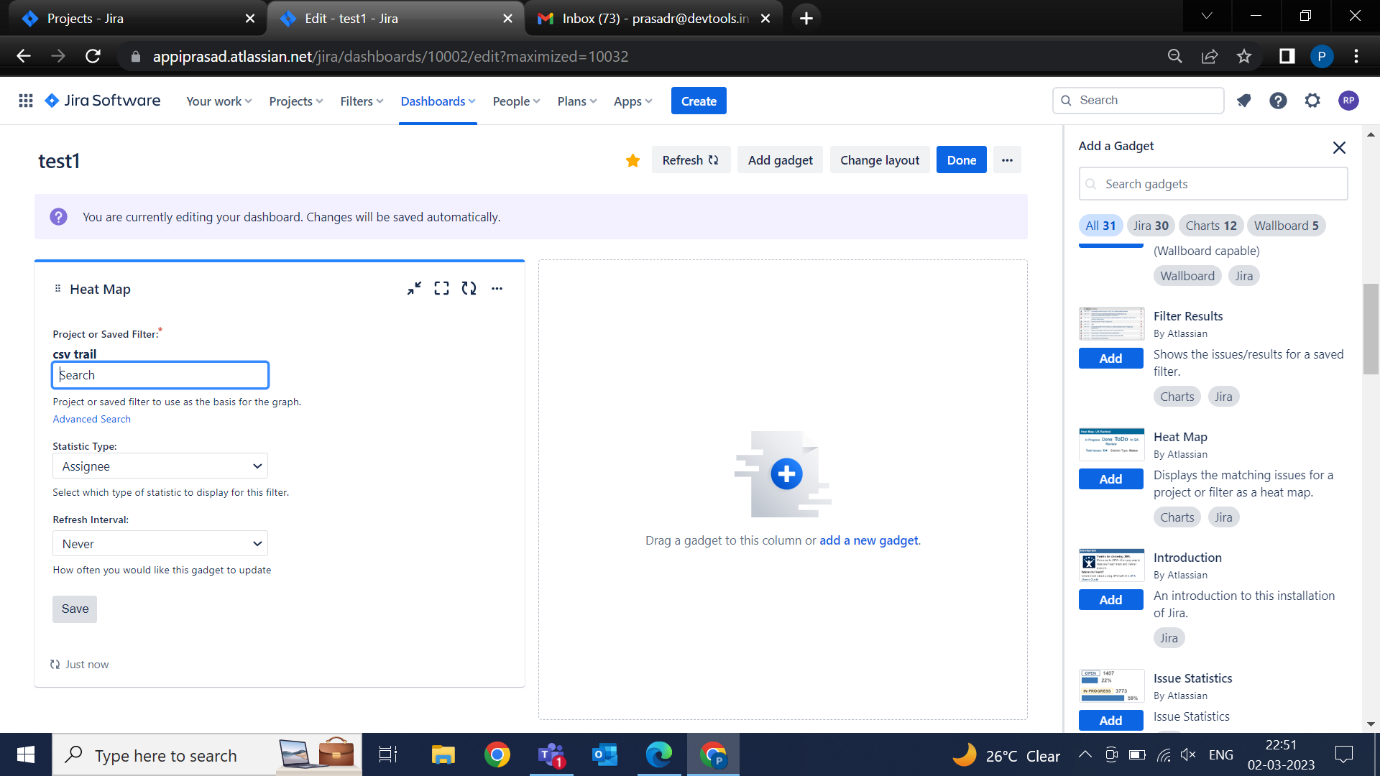 Projects - Jira
Edit - test1 - Jira
Inbox (73) - prasadr@devtools.in
appiprasad.atlassian.net/jira/dashboards/10002/edit?maximized=10032
P
Jira Software
Your work
Projects
Filters
Dashboards
People
Plans
Apps
Create
Search
RP
test1
Refresh
Add gadget
Change layout
Done
You are currently editing your dashboard. Changes will be saved automatically.
Heat Map
Project or Saved Filter:*
csv trail
Search
Project or saved filter to use as the basis for the graph.
Advanced Search
Statistic Type:
Assignee
Select which type of statistic to display for this filter.
Refresh Interval:
Never
How often you would like this gadget to update
Save
Just now
Drag a gadget to this column or add a new gadget.
Add a Gadget
Search gadgets
All 31
Jira 30
Charts 12
Wallboard 5
(Wallboard capable)
Wallboard
Jira
Filter Results
By Atlassian
Add
Shows the issues/results for a saved
filter.
Charts
Jira
Heat Map
By Atlassian
Add
Displays the matching issues for a
project or filter as a heat map.
Charts
Jira
Introduction
By Atlassian
Add
An introduction to this installation
of Jira.
Jira
OPEN 1407
22%
IN PROGRESS 3773
59%
Issue Statistics
By Atlassian
Add
Issue Statistics
Type here to search
1
P
26°C Clear
ENG
22:51
02-03-2023